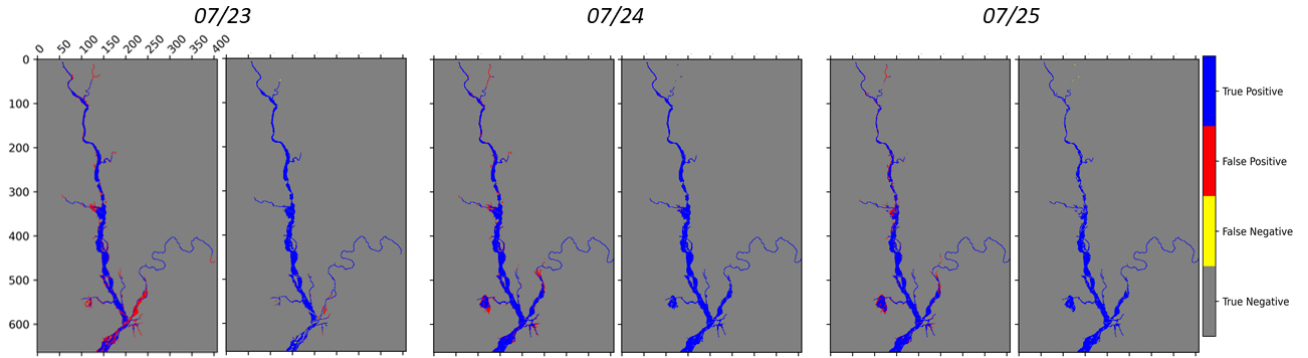 07/23
07/24
07/25
0 50 100 150 200 250 300 350 400
0
100
200
300
400
500
600
True Positive
False Positive
False Negative
True Negative